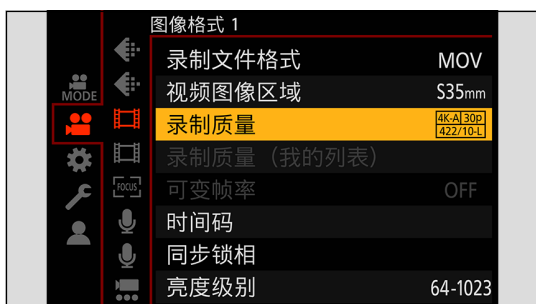 图像格式 1
录制文件格式 MOV
MODE
视频图像区域 S35mm
录制质量 4K-A 30p 422/10-L
录制质量（我的列表）
FOCUS
可变帧率 OFF
时间码
同步锁相
亮度级别 64-1023